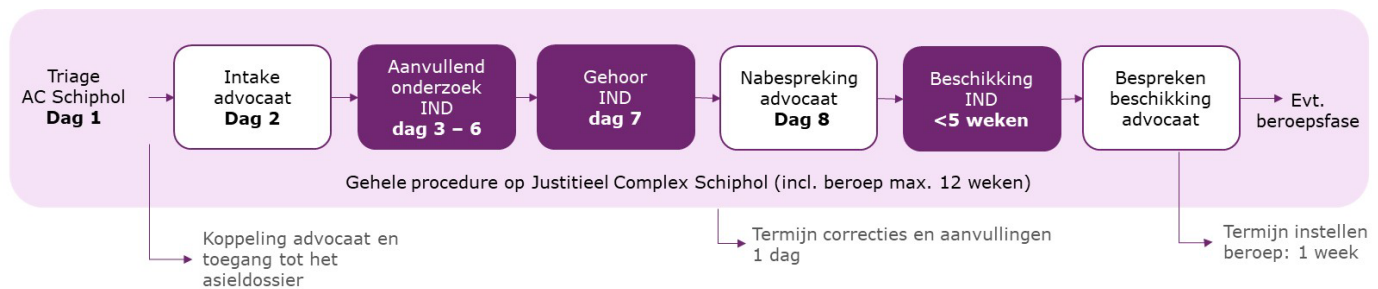 Triage
AC Schiphol
Dag 1
Intake
advocaat
Dag 2
Aanvullend
onderzoek
IND
dag 3 – 6
Gehoor
IND
dag 7
Nabespreking
advocaat
Dag 8
Beschikking
IND
<5 weken
Bespreken
beschikking
advocaat
Evt.
beroepsfase
Gehele procedure op Justitieel Complex Schiphol (incl. beroep max. 12 weken)
Koppeling advocaat en
toegang tot het
asieldossier
Termijn correcties en aanvullingen
1 dag
Termijn instellen
beroep: 1 week